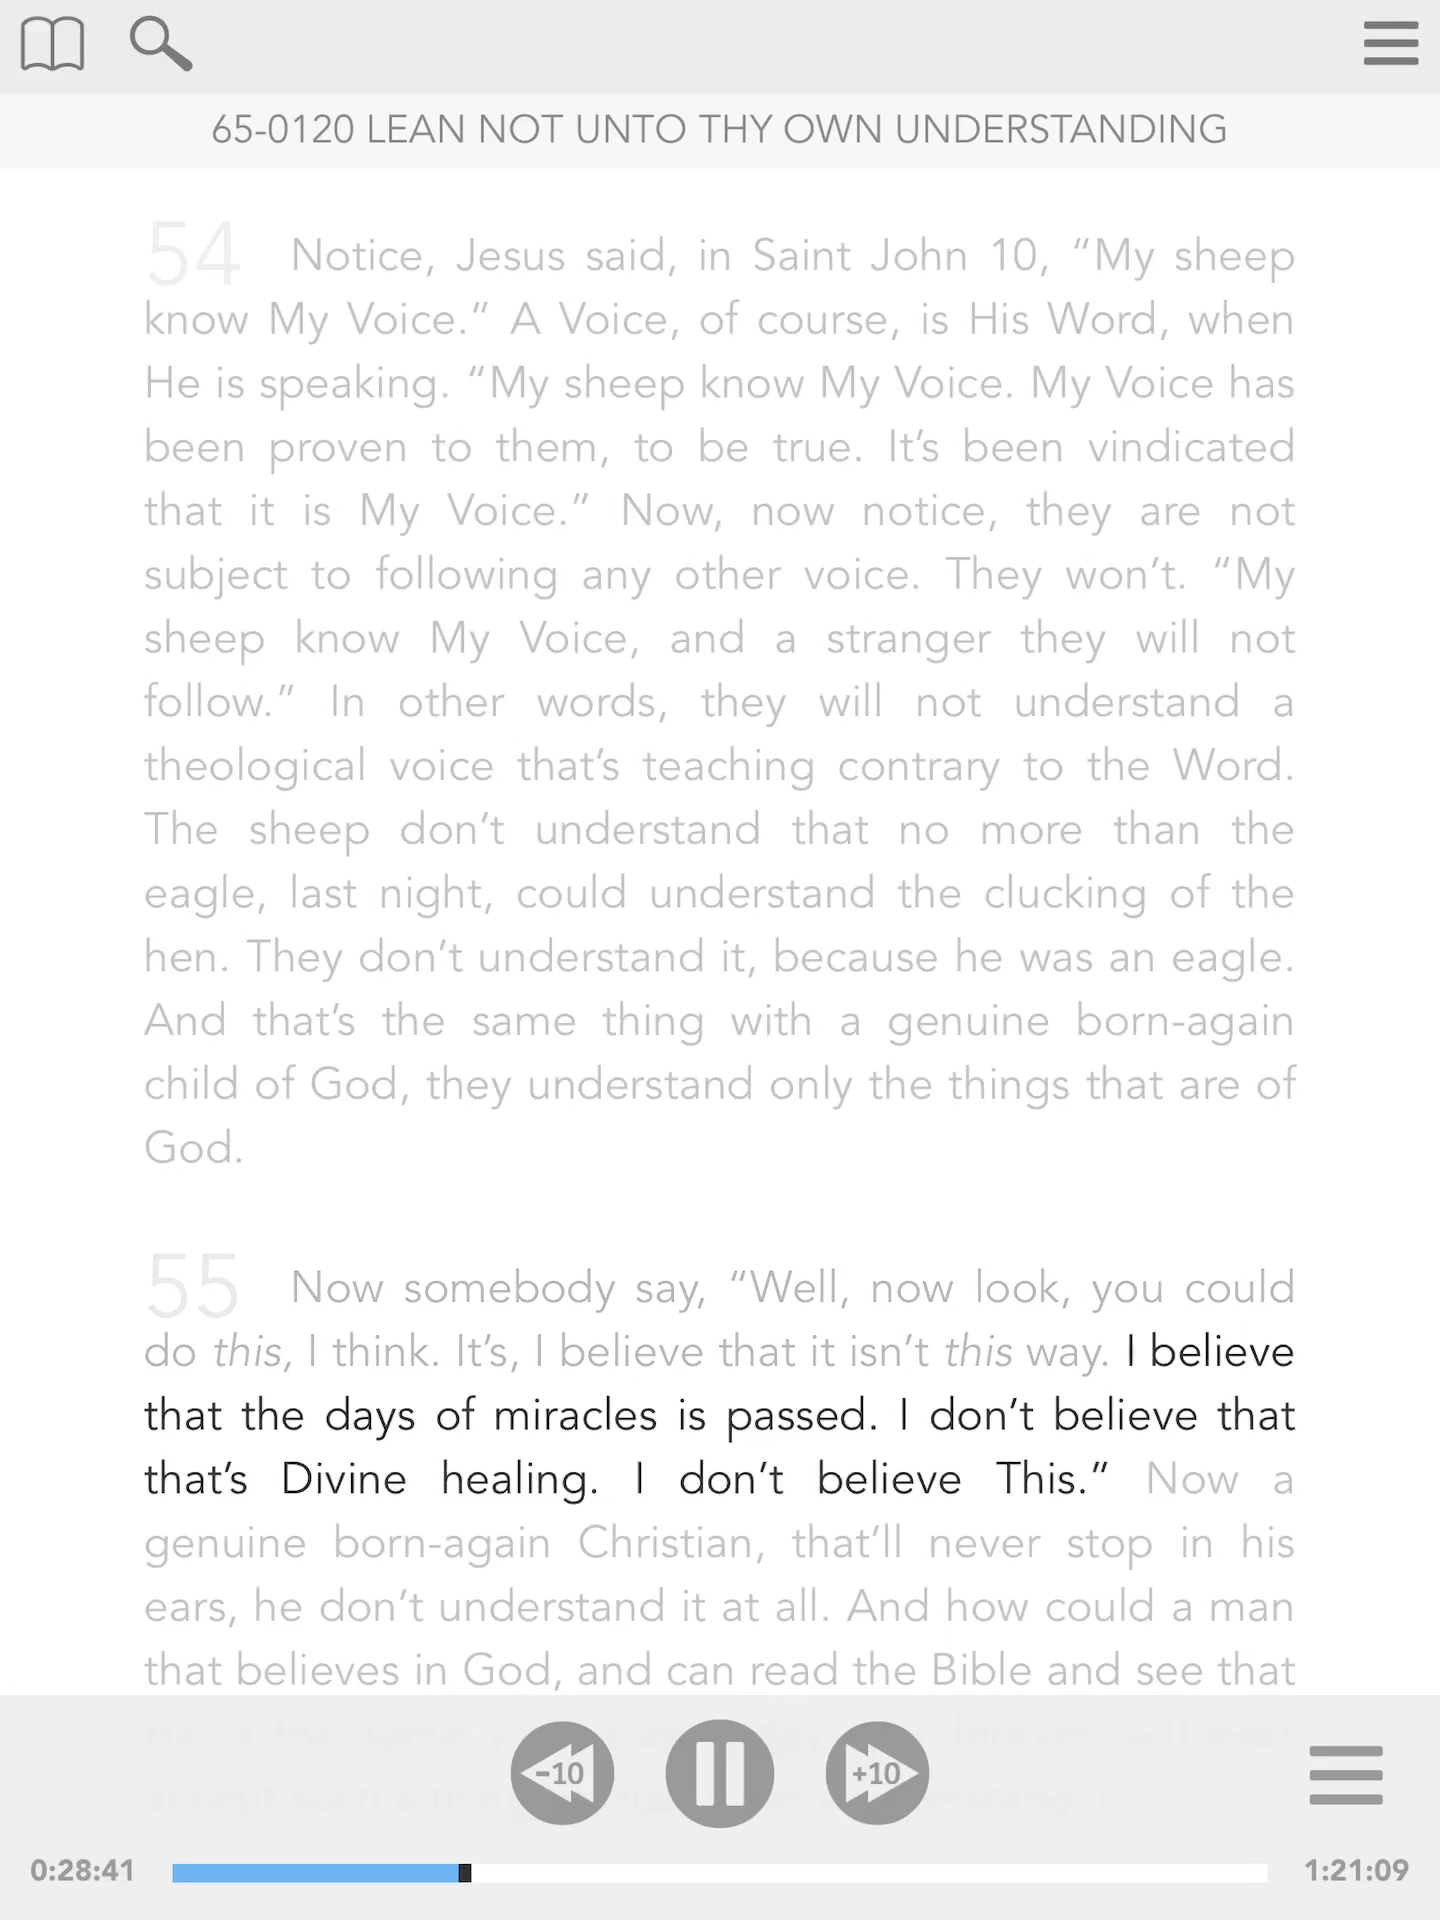 65-0120 LEAN NOT UNTO THY OWN UNDERSTANDING
54 Notice, Jesus said, in Saint John 10, “My sheep
know My Voice.” A Voice, of course, is His Word, when
He is speaking. “My sheep know My Voice. My Voice has
been proven to them, to be true. It’s been vindicated
that it is My Voice.” Now, now notice, they are not
subject to following any other voice. They won’t. “My
sheep know My Voice, and a stranger they will not
follow.” In other words, they will not understand a
theological voice that’s teaching contrary to the Word.
The sheep don’t understand that no more than the
eagle, last night, could understand the clucking of the
hen. They don’t understand it, because he was an eagle.
And that’s the same thing with a genuine born-again
child of God, they understand only the things that are of
God.
55 Now somebody say, “Well, now look, you could
do this, I think. It’s, I believe that it isn’t this way. I believe
that the days of miracles is passed. I don’t believe that
that’s Divine healing. I don’t believe This.” Now a
genuine born-again Christian, that’ll never stop in his
ears, he don’t understand it at all. And how could a man
that believes in God, and can read the Bible and see that
He is the same forever, will
accept such a
-10 +10
0:28:41 1:21:09